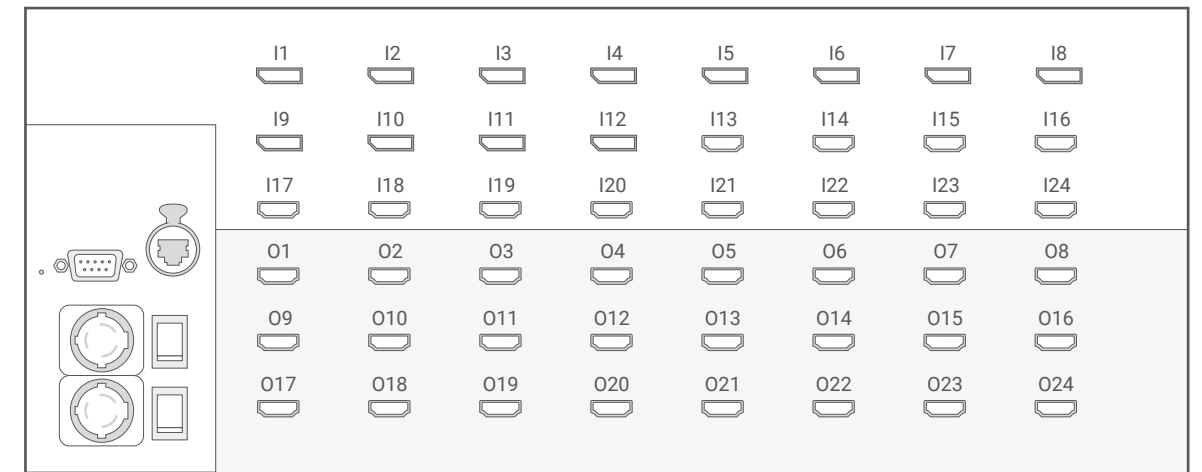 I1 I2 I3 I4 I5 I6 I7 I8
I9 I10 I11 I12 I13 I14 I15 I16
I17 I18 I19 I20 I21 I22 I23 I24
O1 O2 O3 O4 O5 O6 O7 O8
O9 O10 O11 O12 O13 O14 O15 O16
O17 O18 O19 O20 O21 O22 O23 O24